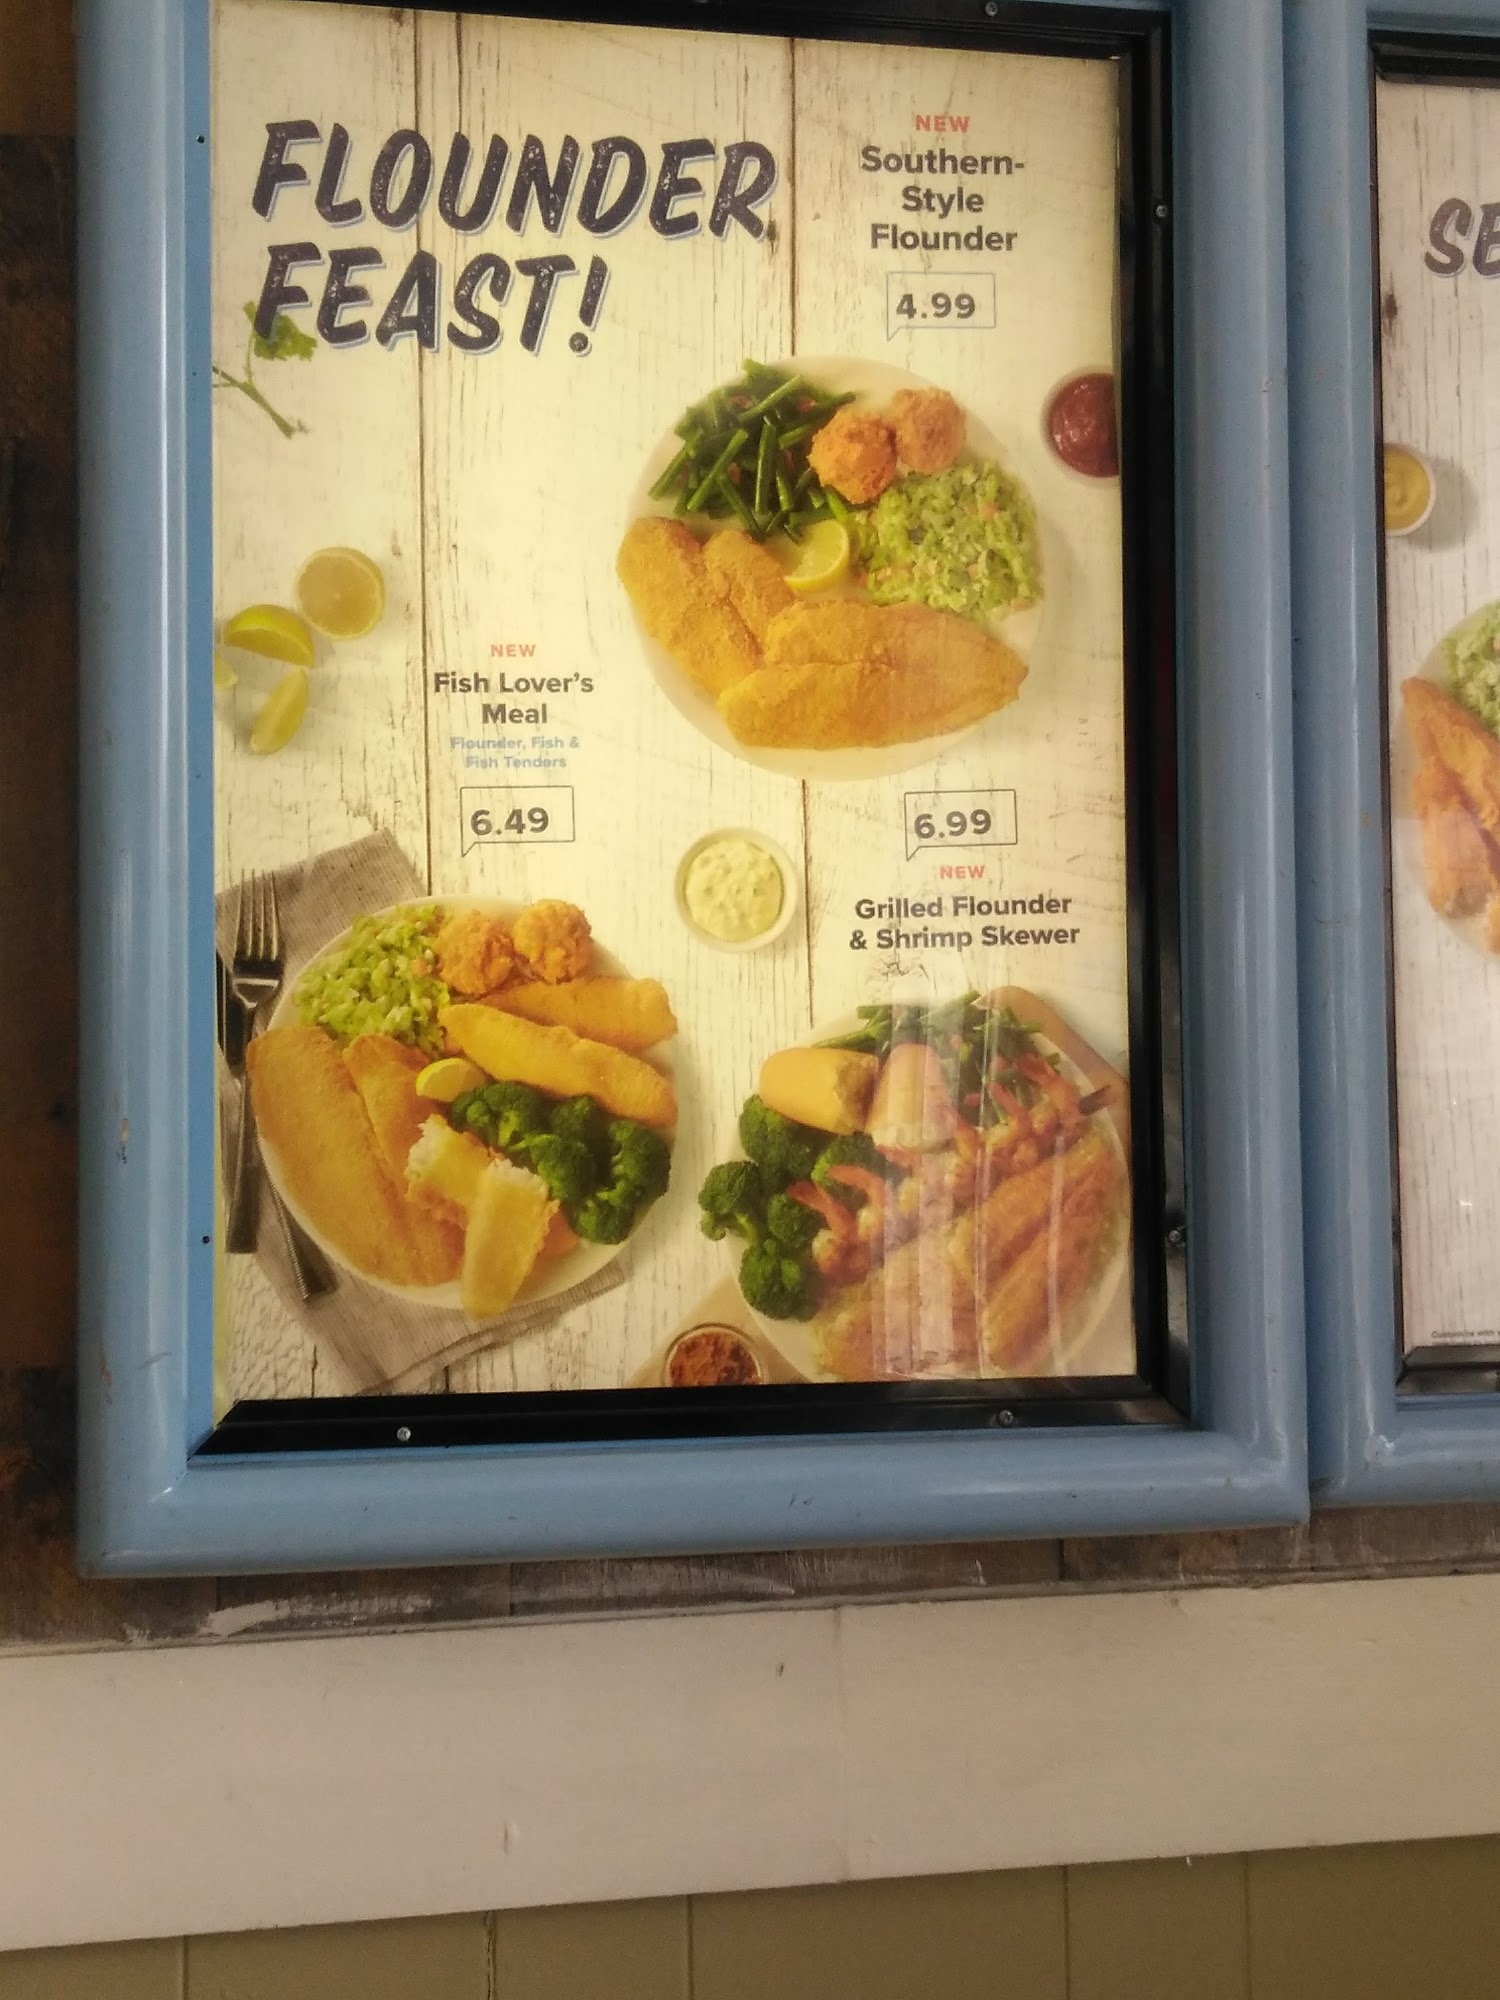 FLOUNDER
FEAST!
NEW
Southern-
Style
Flounder
4.99
NEW
Fish Lover's
Meal
Flounder, Fish &
Fish Tenders
6.49
6.99
NEW
Grilled Flounder
& Shrimp Skewer
SE